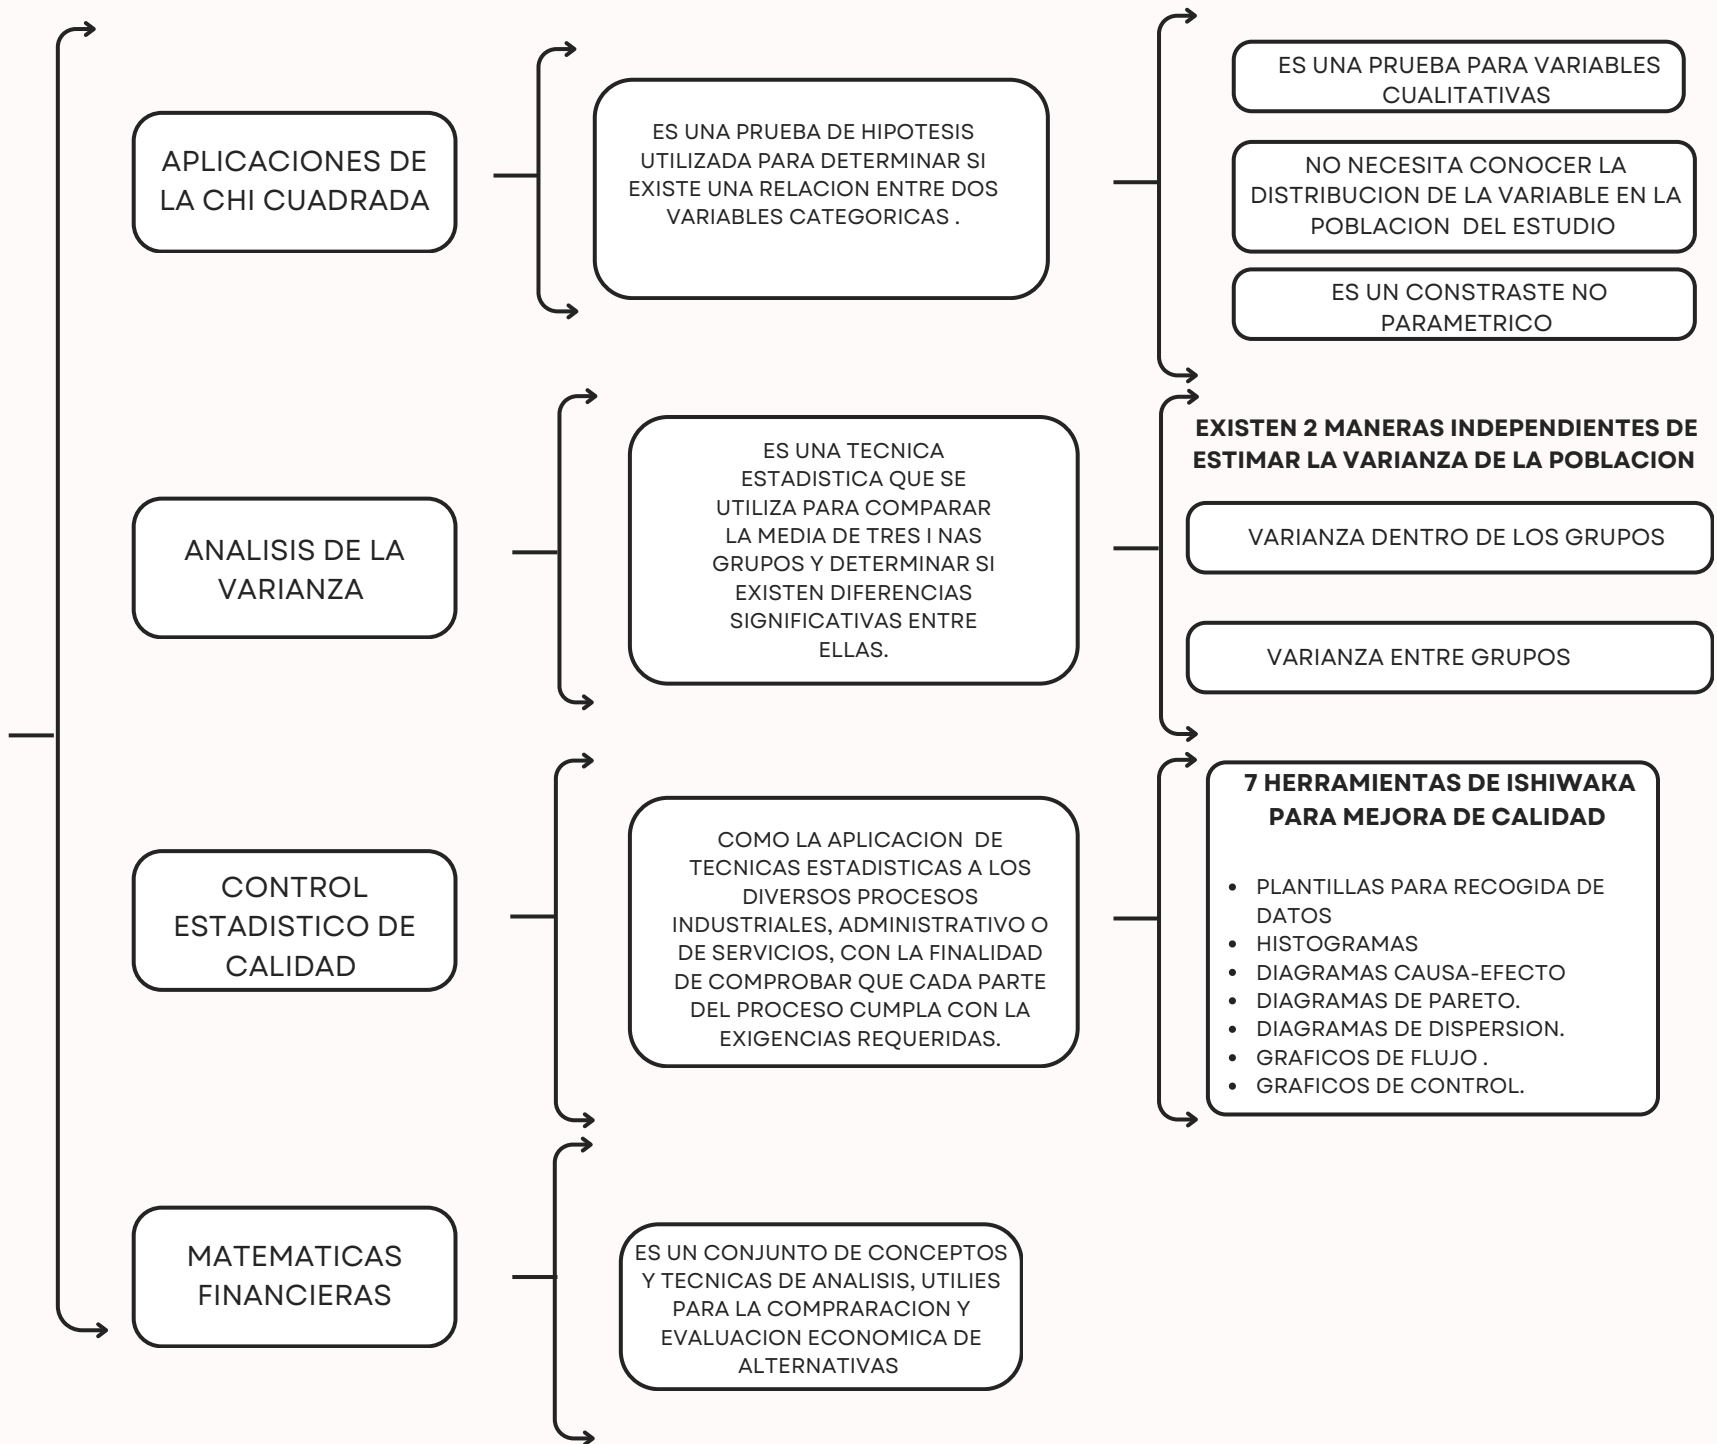 APLICACIONES DE
LA CHI CUADRADA
ES UNA PRUEBA DE HIPOTESIS
UTILIZADA PARA DETERMINAR SI
EXISTE UNA RELACION ENTRE DOS
VARIABLES CATEGORICAS .
ES UNA PRUEBA PARA VARIABLES
CUALITATIVAS
NO NECESITA CONOCER LA
DISTRIBUCION DE LA VARIABLE EN LA
POBLACION  DEL ESTUDIO
ES UN CONSTRASTE NO
PARAMETRICO
ANALISIS DE LA
VARIANZA
ES UNA TECNICA
ESTADISTICA QUE SE
UTILIZA PARA COMPARAR
LA MEDIA DE TRES I NAS
GRUPOS Y DETERMINAR SI
EXISTEN DIFERENCIAS
SIGNIFICATIVAS ENTRE
ELLAS.
EXISTEN 2 MANERAS INDEPENDIENTES DE
ESTIMAR LA VARIANZA DE LA POBLACION
VARIANZA DENTRO DE LOS GRUPOS
VARIANZA ENTRE GRUPOS
CONTROL
ESTADISTICO DE
CALIDAD
COMO LA APLICACION  DE
TECNICAS ESTADISTICAS A LOS
DIVERSOS PROCESOS
INDUSTRIALES, ADMINISTRATIVO O
DE SERVICIOS, CON LA FINALIDAD
DE COMPROBAR QUE CADA PARTE
DEL PROCESO CUMPLA CON LA
EXIGENCIAS REQUERIDAS.
7 HERRAMIENTAS DE ISHIWAKA
PARA MEJORA DE CALIDAD
• PLANTILLAS PARA RECOGIDA DE
DATOS
• HISTOGRAMAS
• DIAGRAMAS CAUSA-EFECTO
• DIAGRAMAS DE PARETO.
• DIAGRAMAS DE DISPERSION.
• GRAFICOS DE FLUJO .
• GRAFICOS DE CONTROL.
MATEMATICAS
FINANCIERAS
ES UN CONJUNTO DE CONCEPTOS
Y TECNICAS DE ANALISIS, UTILIES
PARA LA COMPRARACION Y
EVALUACION ECONOMICA DE
ALTERNATIVAS